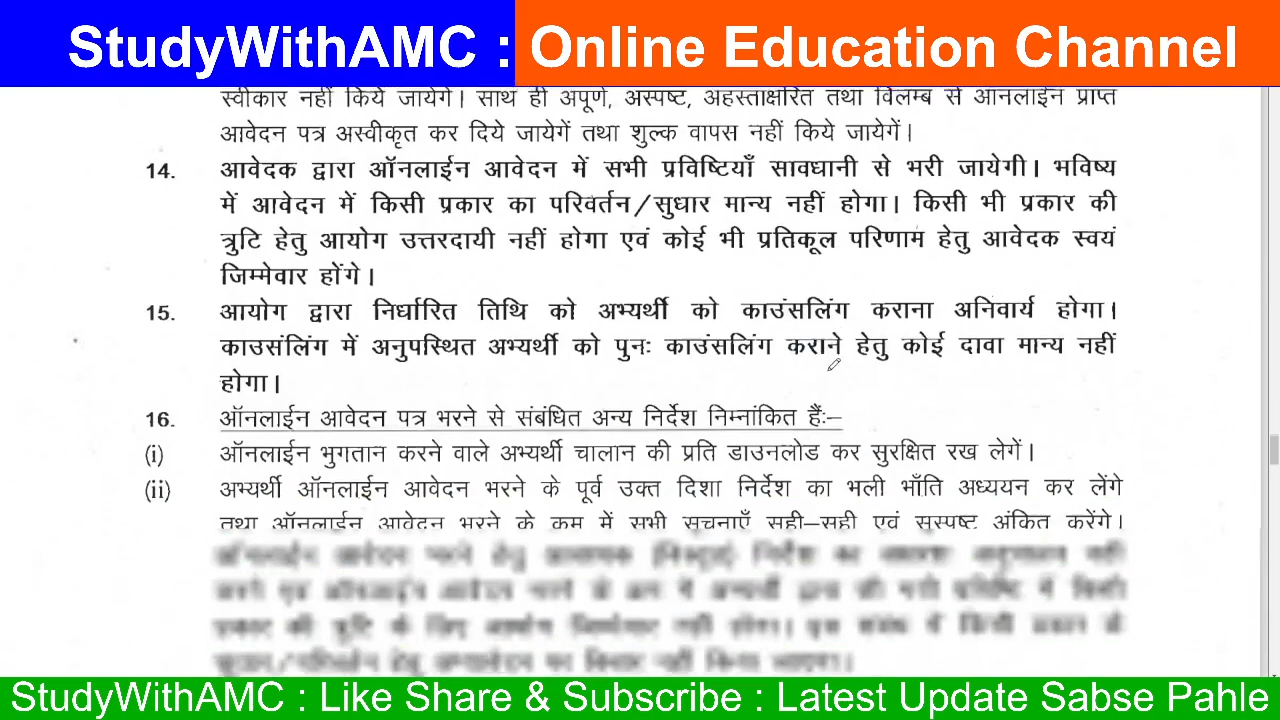 StudyWithAMC : Online Education Channel
स्वीकार नहीं किये जायेगे। साथ ही अपूर्ण, अस्पष्ट, अहस्ताक्षरित तथा विलम्ब से ऑनलाईन प्राप्त
आवेदन पत्र अस्वीकृत कर दिये जायेगें तथा शुल्क वापस नहीं किये जायेगें।
14. आवेदक द्वारा ऑनलाईन आवेदन में सभी प्रविष्टियाँ सावधानी से भरी जायेगी। भविष्य
में आवेदन में किसी प्रकार का परिवर्तन/सुधार मान्य नहीं होगा। किसी भी प्रकार की
त्रुटि हेतु आयोग उत्तरदायी नहीं होगा एवं कोई भी प्रतिकूल परिणाम हेतु आवेदक स्वयं
जिम्मेवार होंगे।
15. आयोग द्वारा निर्धारित तिथि को अभ्यर्थी को काउंसलिंग कराना अनिवार्य होगा।
काउसंलिंग में अनुपस्थित अभ्यर्थी को पुनः काउंसलिंग कराने हेतु कोई दावा मान्य नहीं
होगा।
16. ऑनलाईन आवेदन पत्र भरने से संबंधित अन्य निर्देश निम्नांकित हैंः–
(i) ऑनलाईन भुगतान करने वाले अभ्यर्थी चालान की प्रति डाउनलोड कर सुरक्षित रख लेगें।
(ii) अभ्यर्थी ऑनलाईन आवेदन भरने के पूर्व उक्त दिशा निर्देश का भली भाँति अध्ययन कर लेंगे
तथा ऑनलाईन आवेदन भरने के क्रम में सभी सूचनाएँ सही–सही एवं सुस्पष्ट अंकित करेंगे।
StudyWithAMC : Like Share & Subscribe : Latest Update Sabse Pahle